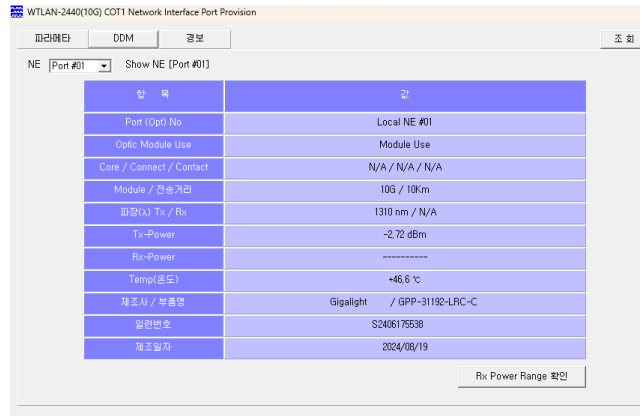 WTLAN-2440(10G) COT1 Network Interface Port Provision
파라메타 DDM 경보 조 회
NE Port #01 Show NE [Port #01]
항 목 값
Port (Opt) No Local NE #01
Optic Module Use Module Use
Core / Connect / Contact N/A / N/A / N/A
Module / 전송거리 10G / 10Km
파장(λ) Tx / Rx 1310 nm / N/A
Tx-Power -2,72 dBm
Rx-Power ----------
Temp(온도) +46,6 ℃
제조사 / 부품명 Gigalight / GPP-31192-LRC-C
일련번호 S2406175538
제조일자 2024/08/19
Rx Power Range 확인